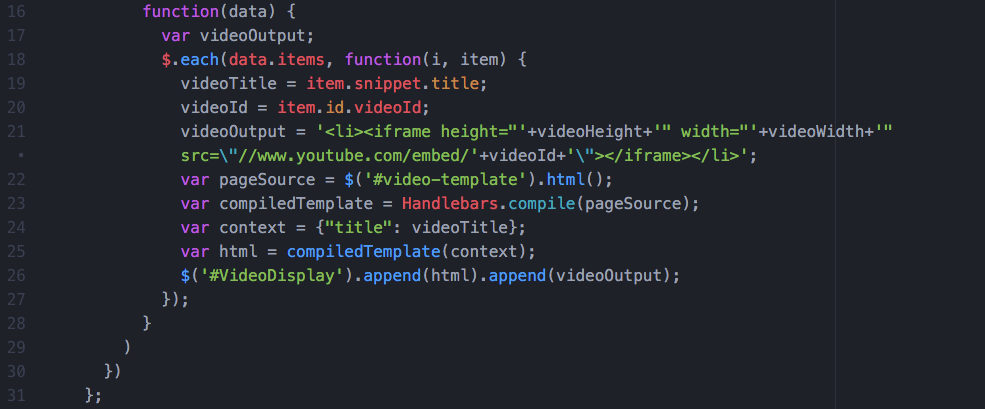 16 function(data) {
17 var videoOutput;
18 $.each(data.items, function(i, item) {
19 videoTitle = item.snippet.title;
20 videoId = item.id.videoId;
21 videoOutput = '<li><iframe height="'+videoHeight+'" width="'+videoWidth+'"
• src=\"//www.youtube.com/embed/'+videoId+'\"></iframe></li>';
22 var pageSource = $('#video-template').html();
23 var compiledTemplate = Handlebars.compile(pageSource);
24 var context = {"title": videoTitle};
25 var html = compiledTemplate(context);
26 $('#VideoDisplay').append(html).append(videoOutput);
27 });
28 }
29 )
30 })
31 };